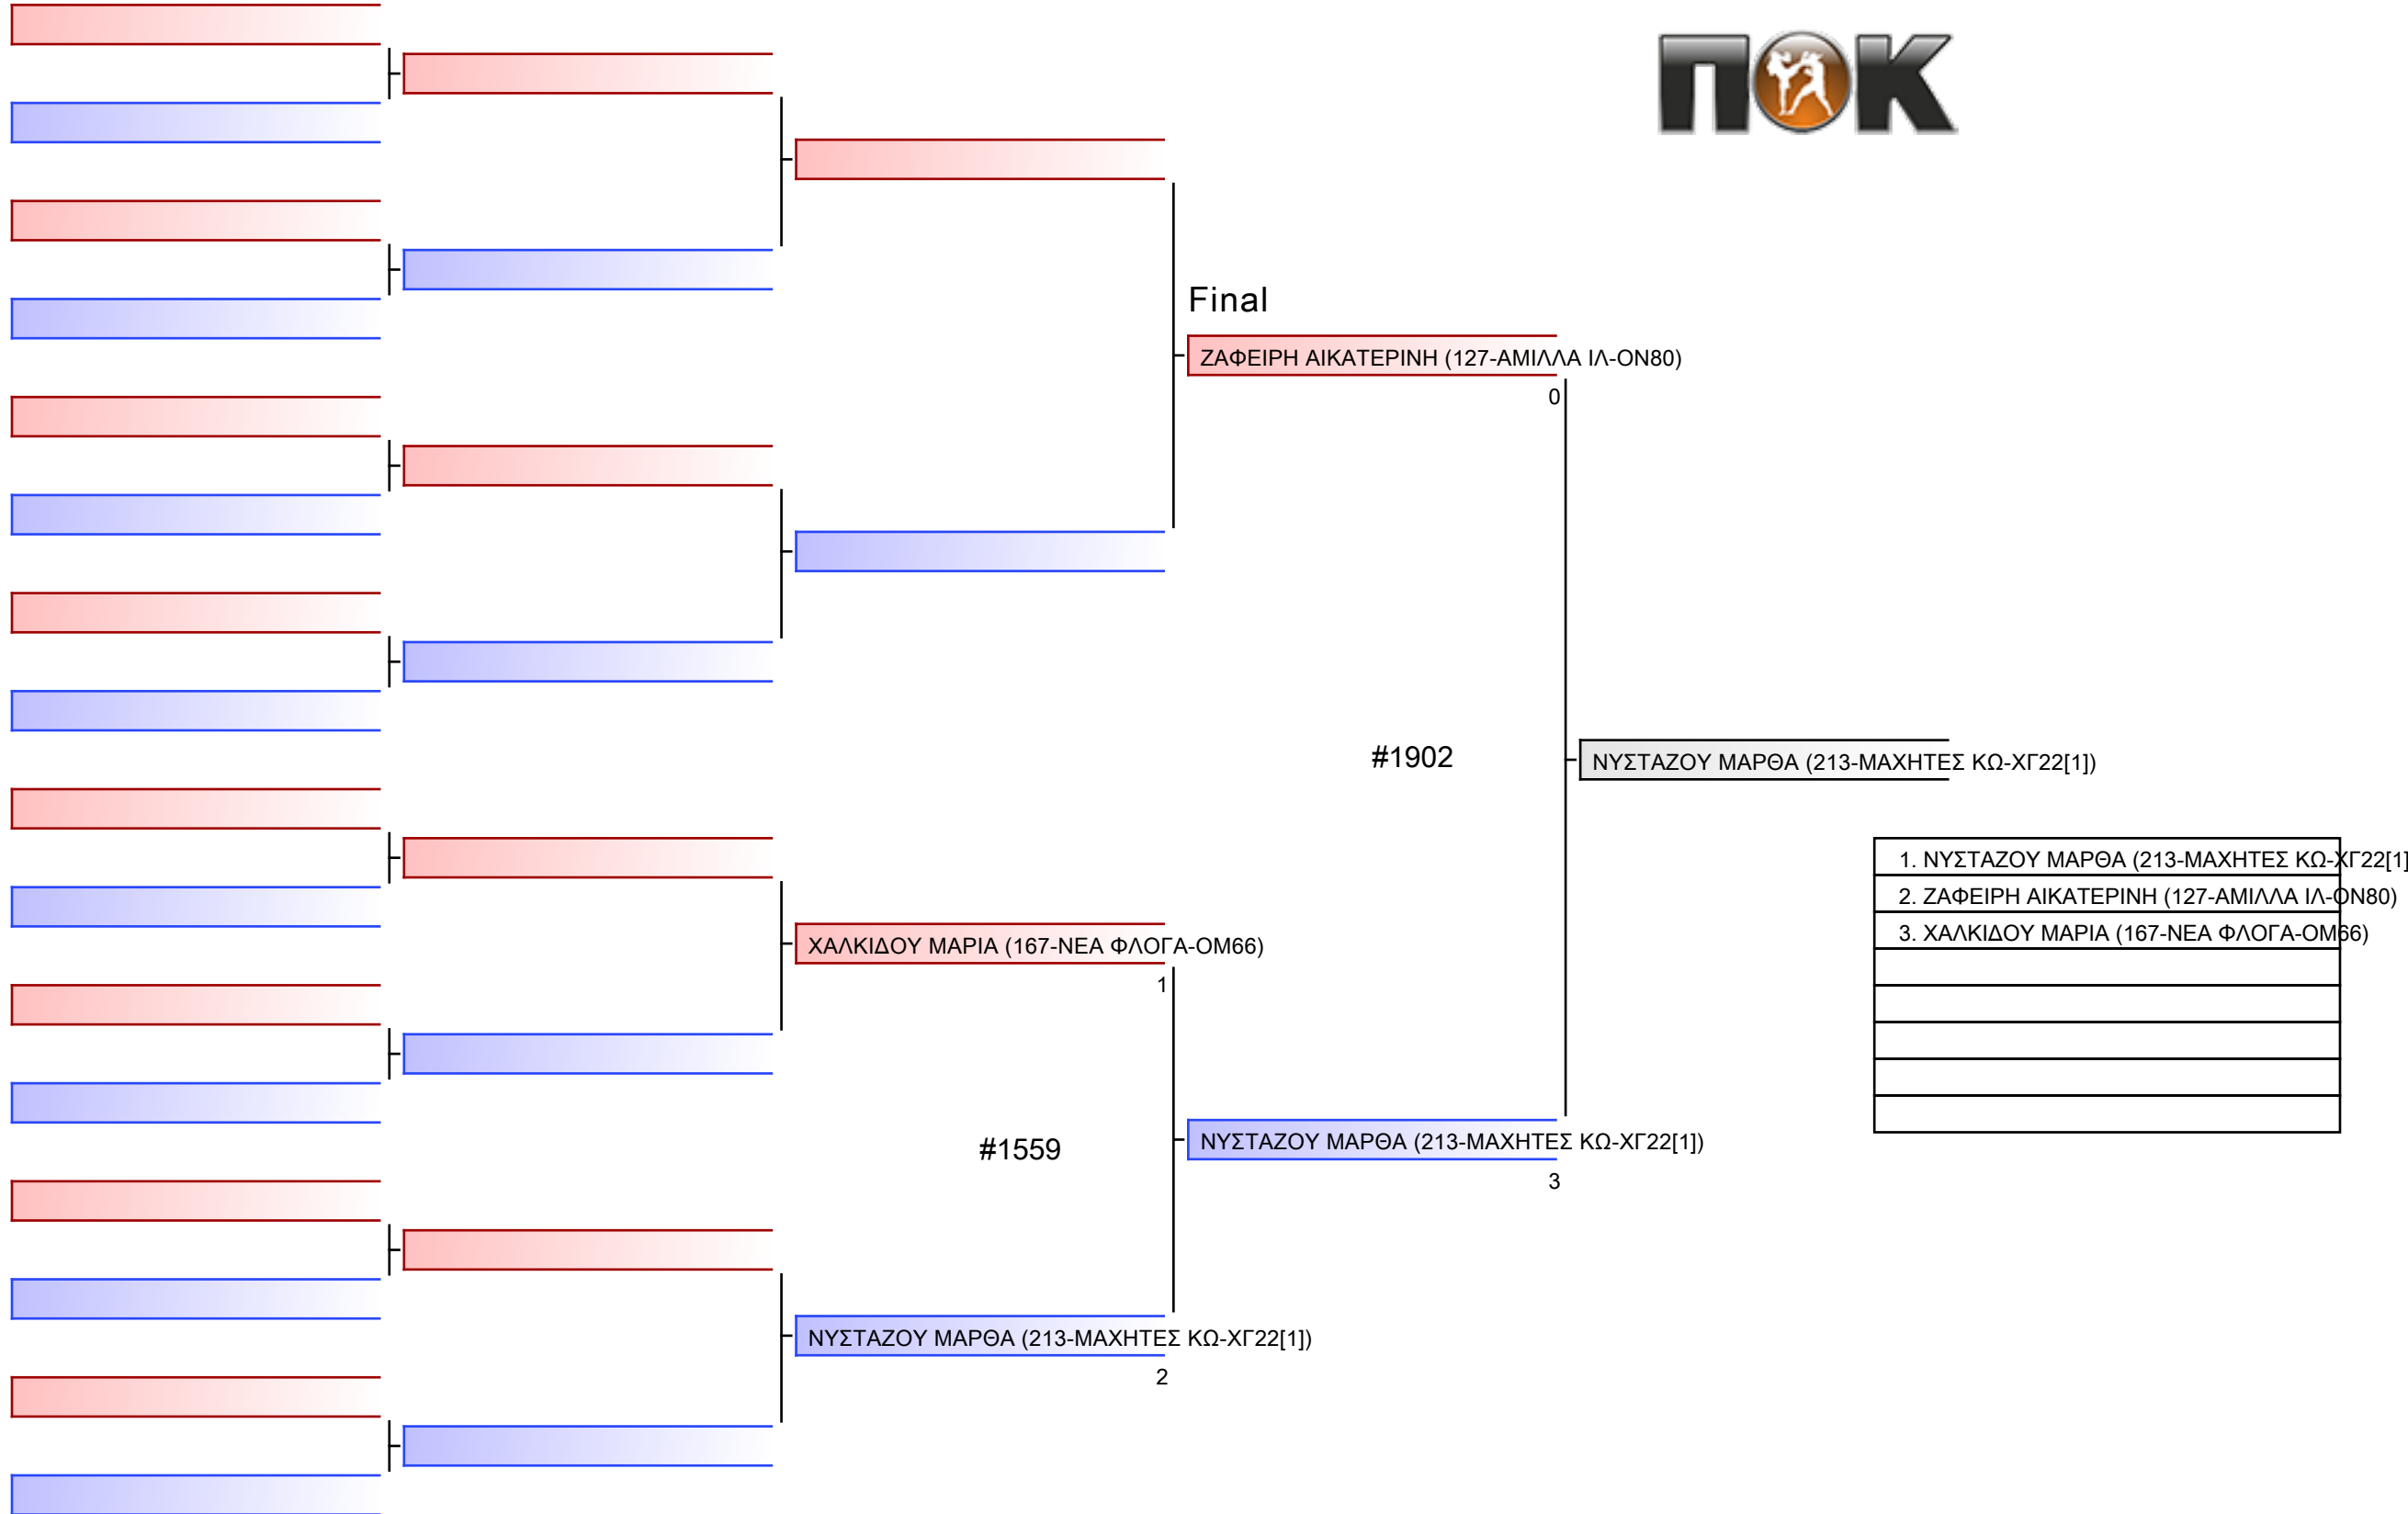 ΠΟΚ
Final
ΖΑΦΕΙΡΗ ΑΙΚΑΤΕΡΙΝΗ (127-ΑΜΙΛΛΑ ΙΛ-ΟΝ80)
0
#1902
ΝΥΣΤΑΖΟΥ ΜΑΡΘΑ (213-ΜΑΧΗΤΕΣ ΚΩ-ΧΓ22[1])
1. ΝΥΣΤΑΖΟΥ ΜΑΡΘΑ (213-ΜΑΧΗΤΕΣ ΚΩ-ΧΓ22[1]
2. ΖΑΦΕΙΡΗ ΑΙΚΑΤΕΡΙΝΗ (127-ΑΜΙΛΛΑ ΙΛ-ΟΝ80)
3. ΧΑΛΚΙΔΟΥ ΜΑΡΙΑ (167-ΝΕΑ ΦΛΟΓΑ-ΟΜ66)
ΧΑΛΚΙΔΟΥ ΜΑΡΙΑ (167-ΝΕΑ ΦΛΟΓΑ-ΟΜ66)
1
#1559
ΝΥΣΤΑΖΟΥ ΜΑΡΘΑ (213-ΜΑΧΗΤΕΣ ΚΩ-ΧΓ22[1])
3
ΝΥΣΤΑΖΟΥ ΜΑΡΘΑ (213-ΜΑΧΗΤΕΣ ΚΩ-ΧΓ22[1])
2